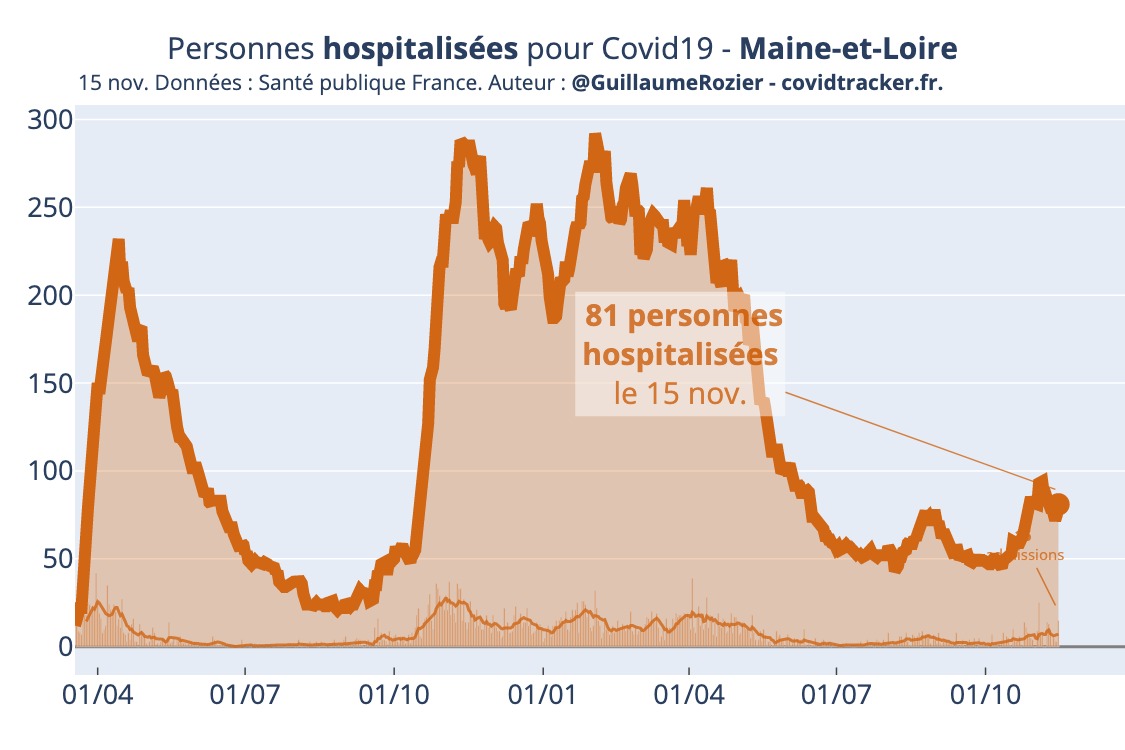 Personnes hospitalisées pour Covid19 - Maine-et-Loire
15 nov. Données : Santé publique France. Auteur : @GuillaumeRozier - covidtracker.fr.
300
250
200
150
100
50
0
81 personnes
hospitalisées
le 15 nov.
admissions
01/04
01/07
01/10
01/01
01/04
01/07
01/10